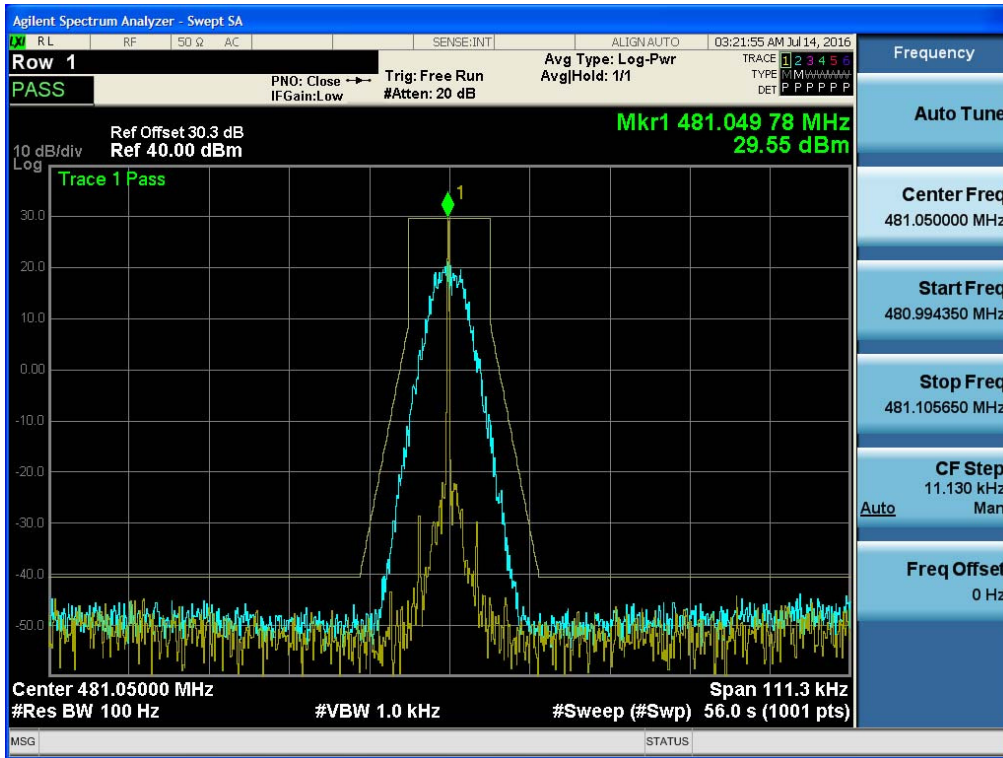 Agilent Spectrum Analyzer - Swept SA
LXI RL RF 50 Ω AC SENSE:INT ALIGN AUTO 03:21:55 AM Jul 14, 2016
Row 1
PASS
PNO: Close
IFGain:Low
Trig: Free Run
#Atten: 20 dB
Avg Type: Log-Pwr
Avg|Hold: 1/1
TRACE 1 2 3 4 5 6
TYPE M M W W W W
DET P P P P P P
Ref Offset 30.3 dB
10 dB/div Ref 40.00 dBm
Log
Mkr1 481.049 78 MHz
29.55 dBm
Trace 1 Pass
1
30.0
20.0
10.0
0.00
-10.0
-20.0
-30.0
-40.0
-50.0
Center 481.05000 MHz Span 111.3 kHz
#Res BW 100 Hz #VBW 1.0 kHz #Sweep (#Swp) 56.0 s (1001 pts)
MSG STATUS
Frequency
Auto Tune
Center Freq
481.050000 MHz
Start Freq
480.994350 MHz
Stop Freq
481.105650 MHz
CF Step
11.130 kHz
Auto Man
Freq Offset
0 Hz